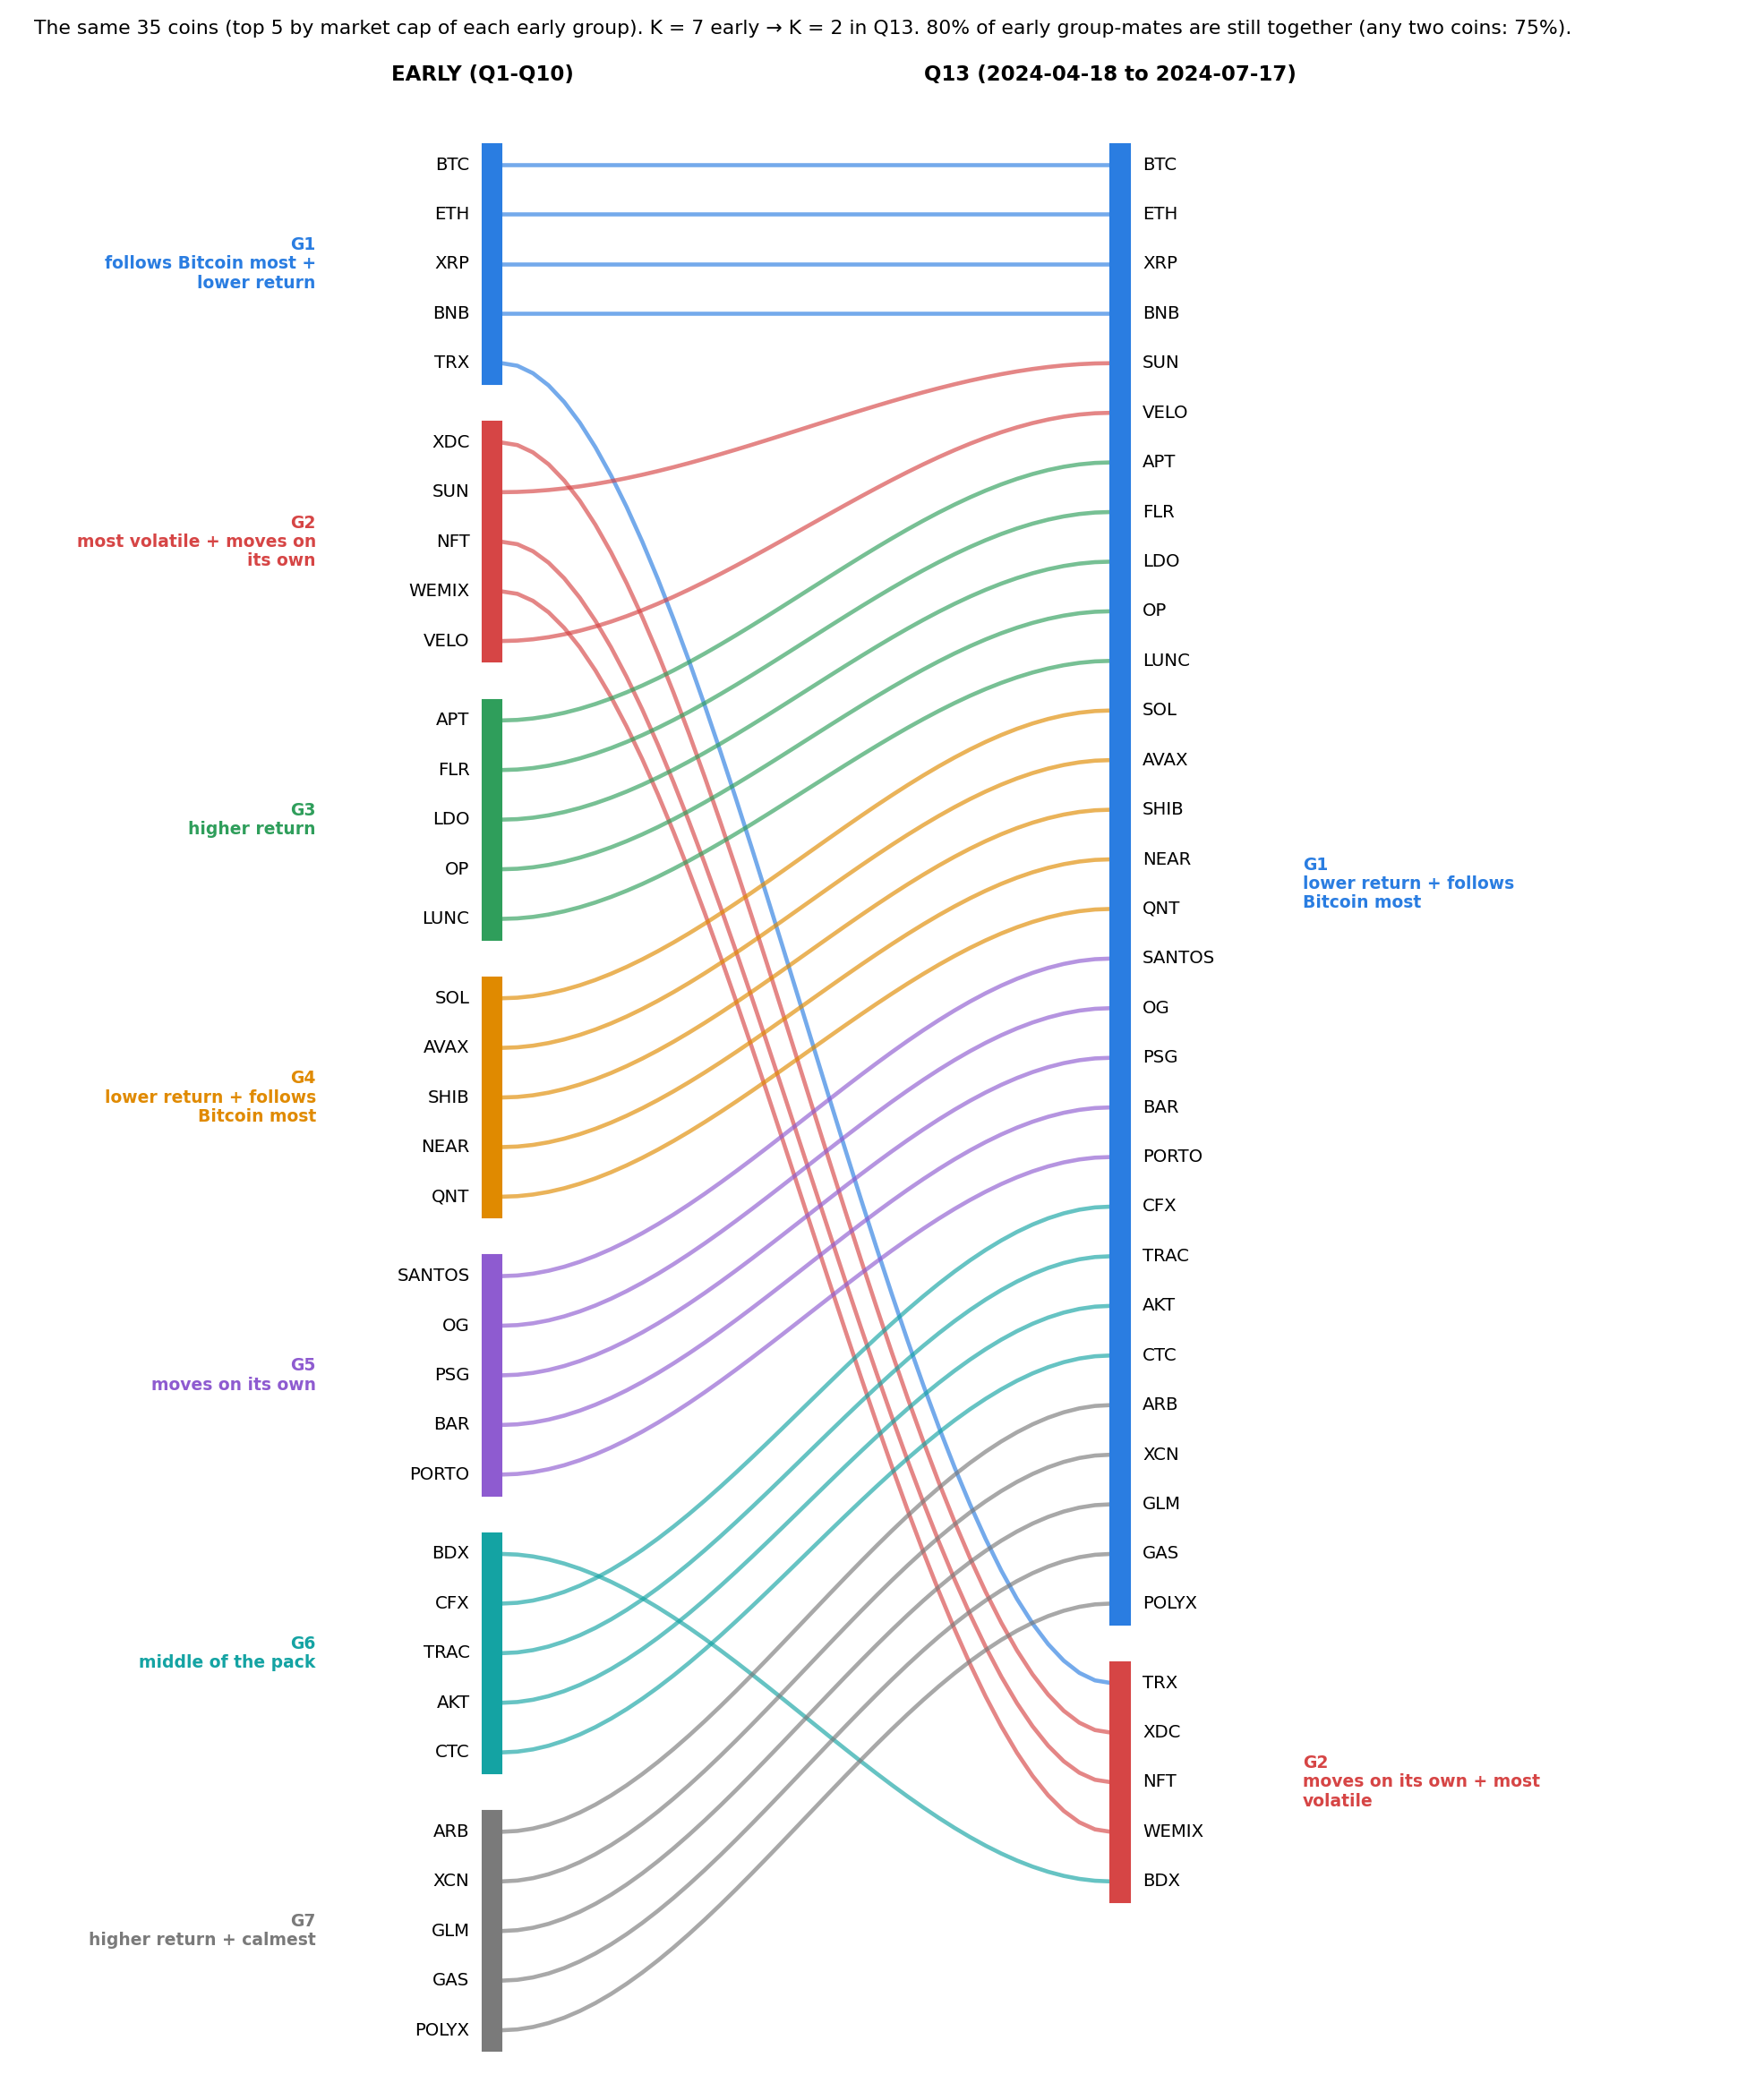 The same 35 coins (top 5 by market cap of each early group). K = 7 early → K = 2 in Q13. 80% of early group-mates are still together (any two coins: 75%).
EARLY (Q1-Q10)
Q13 (2024-04-18 to 2024-07-17)
G1
follows Bitcoin most +
lower return
BTC
ETH
XRP
BNB
TRX
G2
most volatile + moves on
its own
XDC
SUN
NFT
WEMIX
VELO
G3
higher return
APT
FLR
LDO
OP
LUNC
G4
lower return + follows
Bitcoin most
SOL
AVAX
SHIB
NEAR
QNT
G5
moves on its own
SANTOS
OG
PSG
BAR
PORTO
G6
middle of the pack
BDX
CFX
TRAC
AKT
CTC
G7
higher return + calmest
ARB
XCN
GLM
GAS
POLYX
BTC
ETH
XRP
BNB
SUN
VELO
APT
FLR
LDO
OP
LUNC
SOL
AVAX
SHIB
NEAR
QNT
SANTOS
OG
PSG
BAR
PORTO
CFX
TRAC
AKT
CTC
ARB
XCN
GLM
GAS
POLYX
G1
lower return + follows
Bitcoin most
TRX
XDC
NFT
WEMIX
BDX
G2
moves on its own + most
volatile